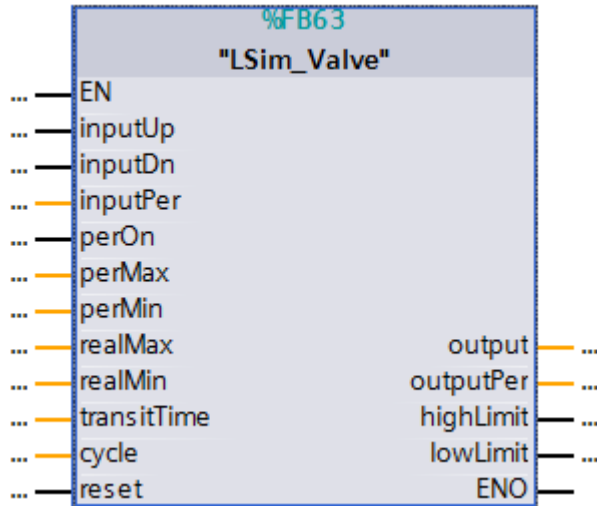 %FB63
"LSim_Valve"
... EN
... inputUp
... inputDn
... inputPer
... perOn
... perMax
... perMin
... realMax output ...
... realMin outputPer ...
... transitTime highLimit ...
... cycle lowLimit ...
... reset ENO